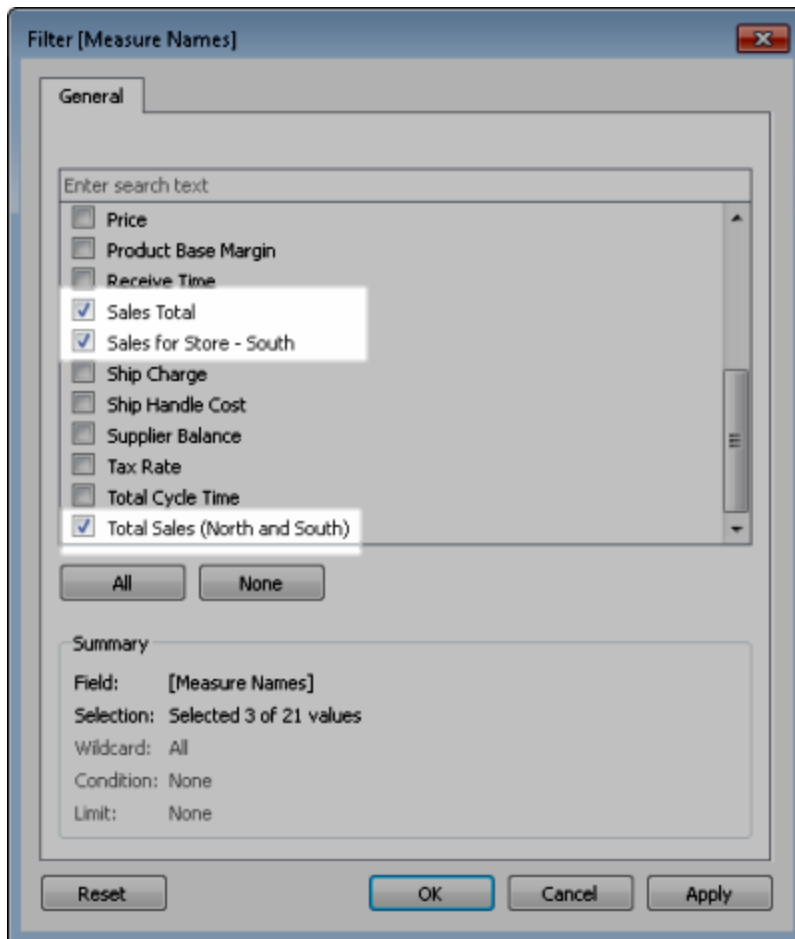 Filter [Measure Names]
General
Enter search text
Price
Product Base Margin
Receive Time
Sales Total
Sales for Store - South
Ship Charge
Ship Handle Cost
Supplier Balance
Tax Rate
Total Cycle Time
Total Sales (North and South)
All None
Summary
Field: [Measure Names]
Selection: Selected 3 of 21 values
Wildcard: All
Condition: None
Limit: None
Reset OK Cancel Apply